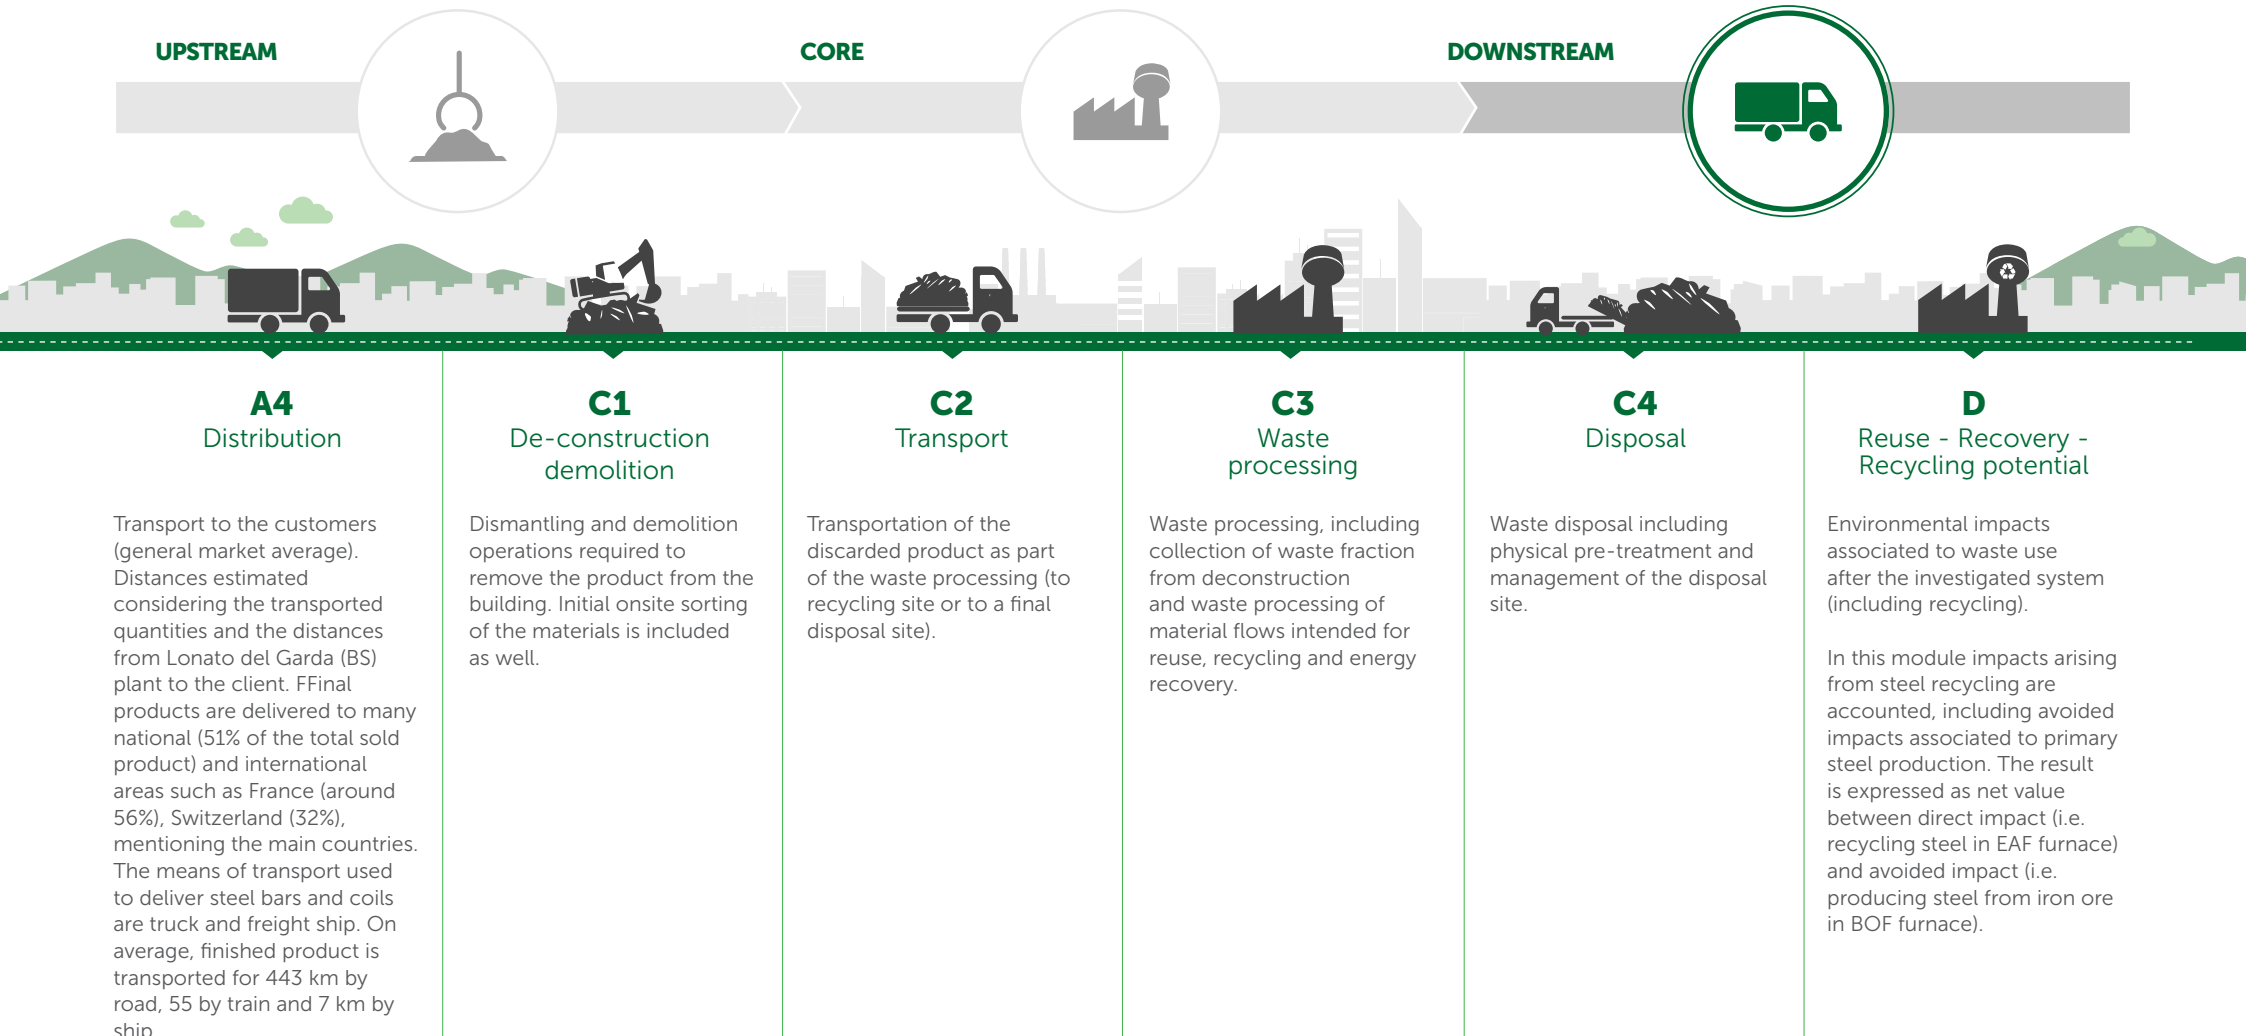 UPSTREAM
CORE
DOWNSTREAM
A4
Distribution
Transport to the customers
(general market average).
Distances estimated
considering the transported
quantities and the distances
from Lonato del Garda (BS)
plant to the client. FFinal
products are delivered to many
national (51% of the total sold
product) and international
areas such as France (around
56%), Switzerland (32%),
mentioning the main countries.
The means of transport used
to deliver steel bars and coils
are truck and freight ship. On
average, finished product is
transported for 443 km by
road, 55 by train and 7 km by
ship
C1
De-construction
demolition
Dismantling and demolition
operations required to
remove the product from the
building. Initial onsite sorting
of the materials is included
as well.
C2
Transport
Transportation of the
discarded product as part
of the waste processing (to
recycling site or to a final
disposal site).
C3
Waste
processing
Waste processing, including
collection of waste fraction
from deconstruction
and waste processing of
material flows intended for
reuse, recycling and energy
recovery.
C4
Disposal
Waste disposal including
physical pre-treatment and
management of the disposal
site.
D
Reuse - Recovery -
Recycling potential
Environmental impacts
associated to waste use
after the investigated system
(including recycling).
In this module impacts arising
from steel recycling are
accounted, including avoided
impacts associated to primary
steel production. The result
is expressed as net value
between direct impact (i.e.
recycling steel in EAF furnace)
and avoided impact (i.e.
producing steel from iron ore
in BOF furnace).